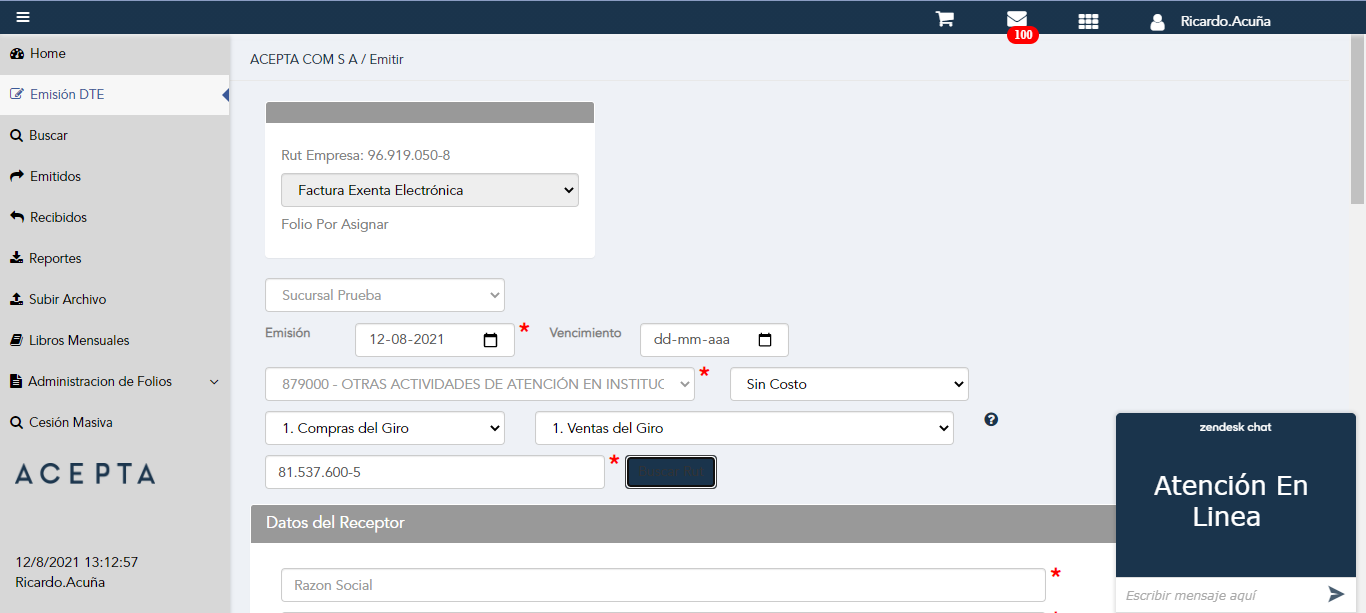 Ricardo.Acuña
100
Home
Emisión DTE
Buscar
Emitidos
Recibidos
Reportes
Subir Archivo
Libros Mensuales
Administracion de Folios
Cesión Masiva
ACEPTA
12/8/2021 13:12:57
Ricardo.Acuña
ACEPTA COM S A / Emitir
Rut Empresa: 96.919.050-8
Factura Exenta Electrónica
Folio Por Asignar
Sucursal Prueba
Emisión 12-08-2021 * Vencimiento dd-mm-aaa
879000 - OTRAS ACTIVIDADES DE ATENCIÓN EN INSTITUC * Sin Costo
1. Compras del Giro 1. Ventas del Giro ?
81.537.600-5 *
Datos del Receptor
Razon Social *
zendesk chat
Atención En
Linea
Escribir mensaje aquí